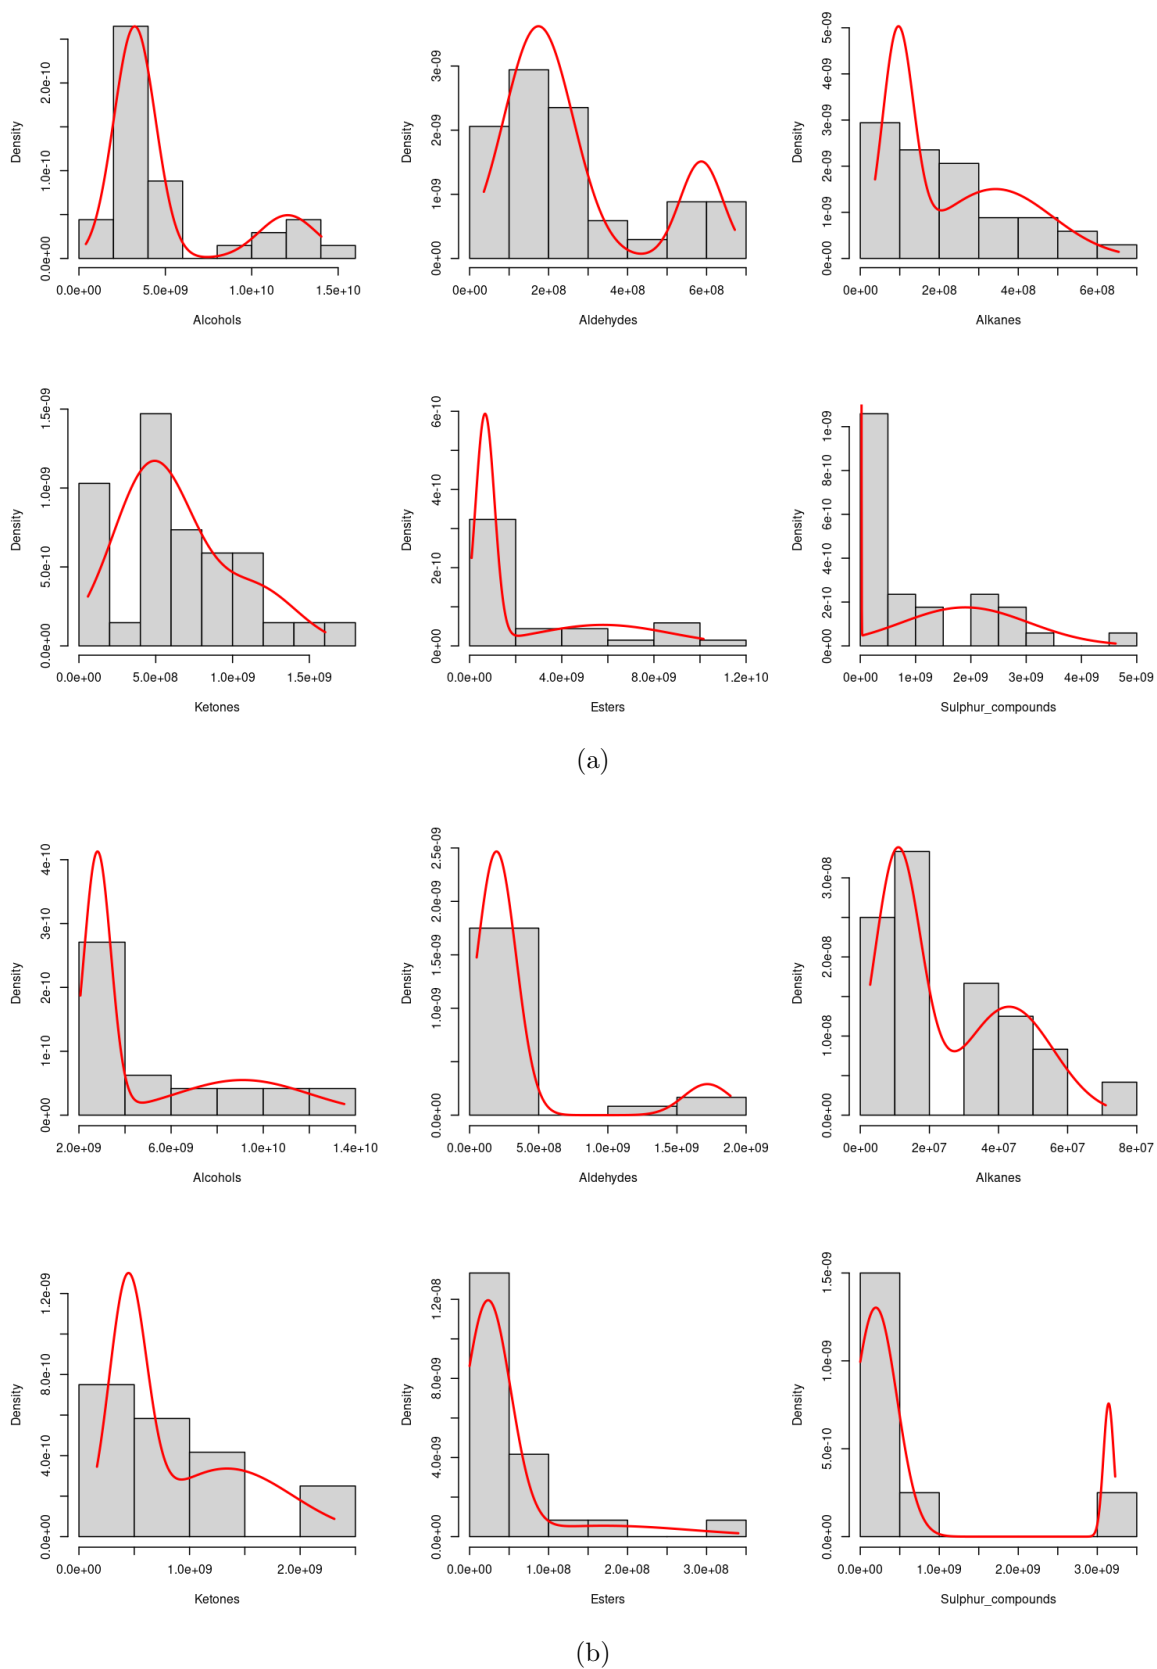 Density
0.0e+00 1.0e-10 2.0e-10
0.0e+00 5.0e+09 1.0e+10 1.5e+10
Alcohols
Density
0e+00 1e-09 2e-09 3e-09
0e+00 2e+08 4e+08 6e+08
Aldehydes
Density
0e+00 1e-09 2e-09 3e-09 4e-09 5e-09
0e+00 2e+08 4e+08 6e+08
Alkanes
Density
0.0e+00 5.0e-10 1.0e-09 1.5e-09
0.0e+00 5.0e+08 1.0e+09 1.5e+09
Ketones
Density
0e+00 2e-10 4e-10 6e-10
0.0e+00 4.0e+09 8.0e+09 1.2e+10
Esters
Density
0e+00 2e-10 4e-10 6e-10 8e-10 1e-09
0e+00 1e+09 2e+09 3e+09 4e+09 5e+09
Sulphur_compounds
(a)
Density
0e+00 1e-10 2e-10 3e-10 4e-10
2.0e+09 6.0e+09 1.0e+10 1.4e+10
Alcohols
Density
0.0e+00 1.0e-09 1.5e-09 2.0e-09 2.5e-09
0.0e+00 5.0e+08 1.0e+09 1.5e+09 2.0e+09
Aldehydes
Density
0.0e+00 1.0e-08 2.0e-08 3.0e-08
0e+00 2e+07 4e+07 6e+07 8e+07
Alkanes
Density
0.0e+00 4.0e-10 8.0e-10 1.2e-09
0.0e+00 1.0e+09 2.0e+09
Ketones
Density
0.0e+00 4.0e-09 8.0e-09 1.2e-08
0.0e+00 1.0e+08 2.0e+08 3.0e+08
Esters
Density
0.0e+00 5.0e-10 1.0e-09 1.5e-09
0.0e+00 1.0e+09 2.0e+09 3.0e+09
Sulphur_compounds
(b)